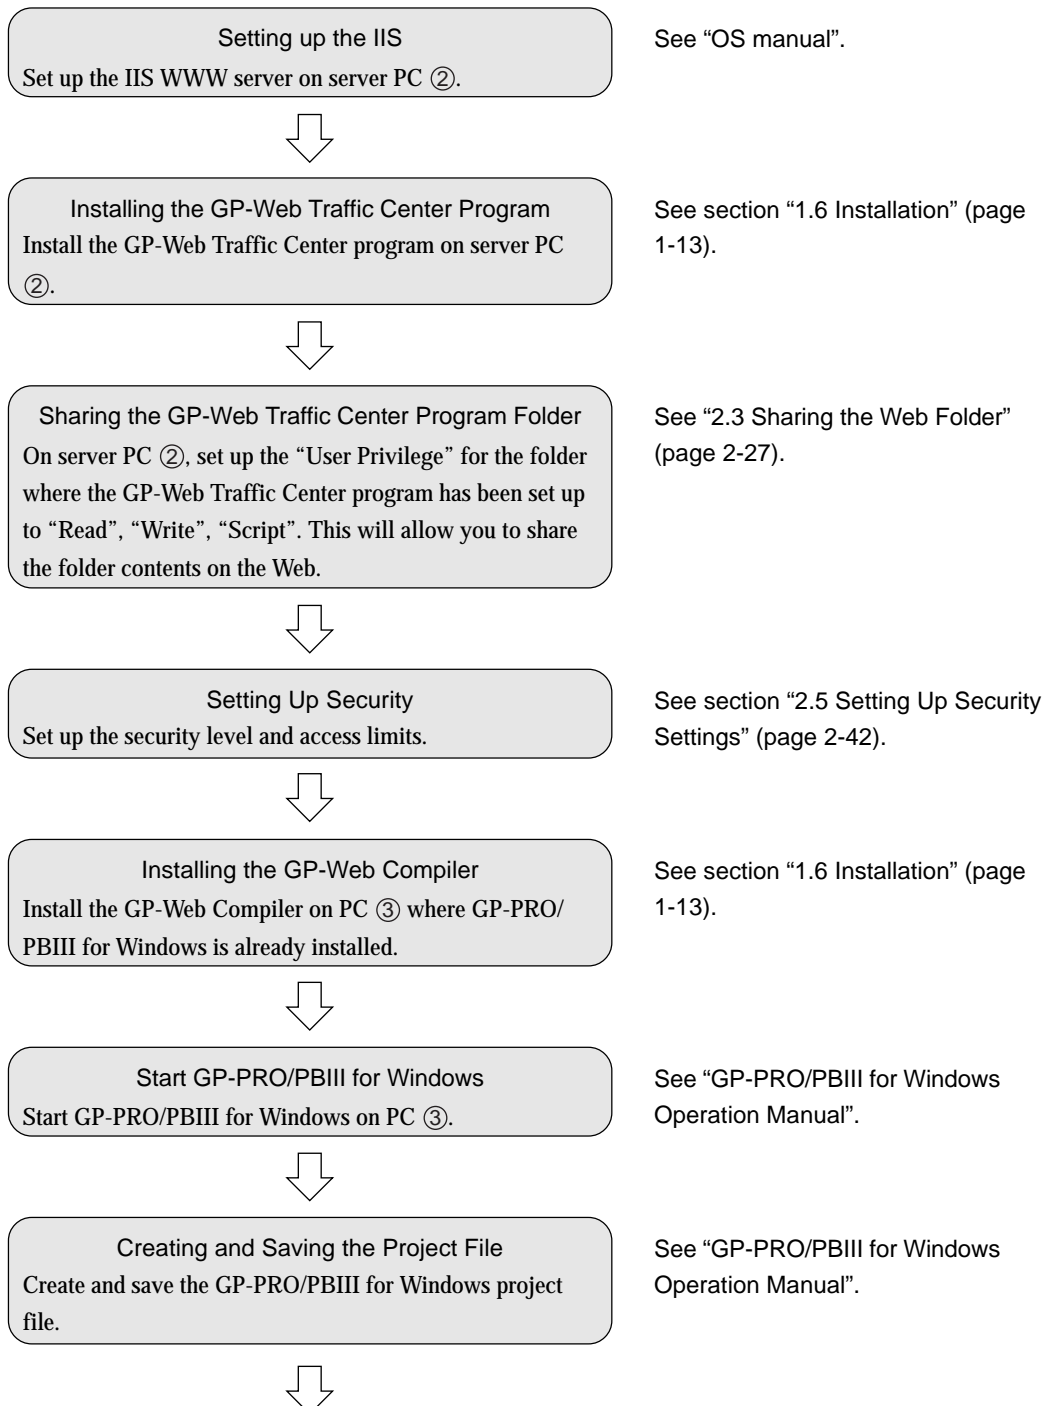 Setting up the IIS
Set up the IIS WWW server on server PC ②.
See “OS manual”.
Installing the GP-Web Traffic Center Program
Install the GP-Web Traffic Center program on server PC
②.
See section “1.6 Installation” (page
1-13).
Sharing the GP-Web Traffic Center Program Folder
On server PC ②, set up the “User Privilege” for the folder
where the GP-Web Traffic Center program has been set up
to “Read”, “Write”, “Script”. This will allow you to share
the folder contents on the Web.
See “2.3 Sharing the Web Folder”
(page 2-27).
Setting Up Security
Set up the security level and access limits.
See section “2.5 Setting Up Security
Settings” (page 2-42).
Installing the GP-Web Compiler
Install the GP-Web Compiler on PC ③ where GP-PRO/
PBIII for Windows is already installed.
See section “1.6 Installation” (page
1-13).
Start GP-PRO/PBIII for Windows
Start GP-PRO/PBIII for Windows on PC ③.
See “GP-PRO/PBIII for Windows
Operation Manual”.
Creating and Saving the Project File
Create and save the GP-PRO/PBIII for Windows project
file.
See “GP-PRO/PBIII for Windows
Operation Manual”.